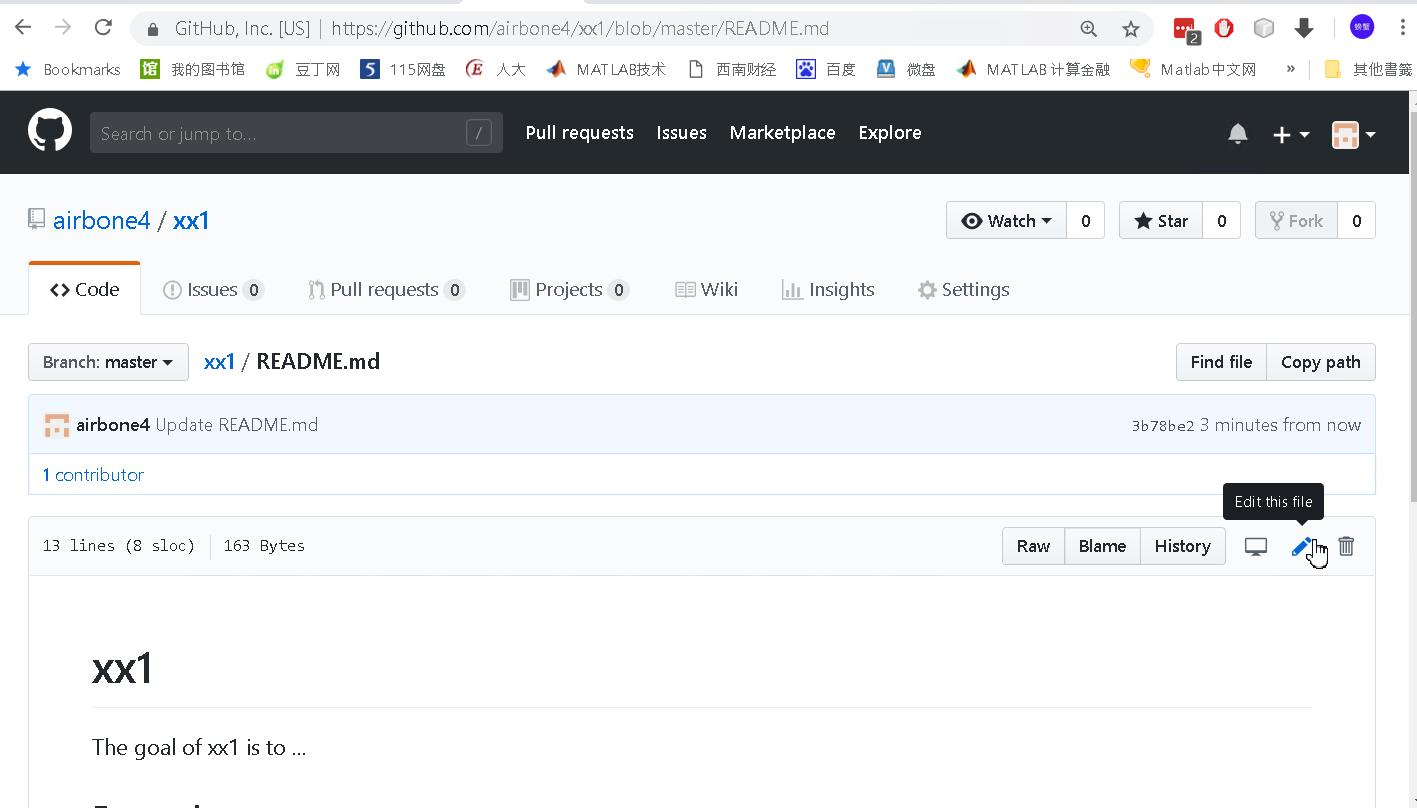 GitHub, Inc. [US] | https://github.com/airbone4/xx1/blob/master/README.md
2
螃蟹
Bookmarks 馆 我的图书馆 豆丁网 5 115网盘 人大 MATLAB技术 西南财经 百度 微盘 MATLAB 计算金融 Matlab中文网 » 其他書籤
Search or jump to... / Pull requests Issues Marketplace Explore
airbone4 / xx1 Watch 0 Star 0 Fork 0
Code Issues 0 Pull requests 0 Projects 0 Wiki Insights Settings
Branch: master xx1 / README.md Find file Copy path
airbone4 Update README.md 3b78be2 3 minutes from now
1 contributor
Edit this file
13 lines (8 sloc) 163 Bytes Raw Blame History
xx1
The goal of xx1 is to ...